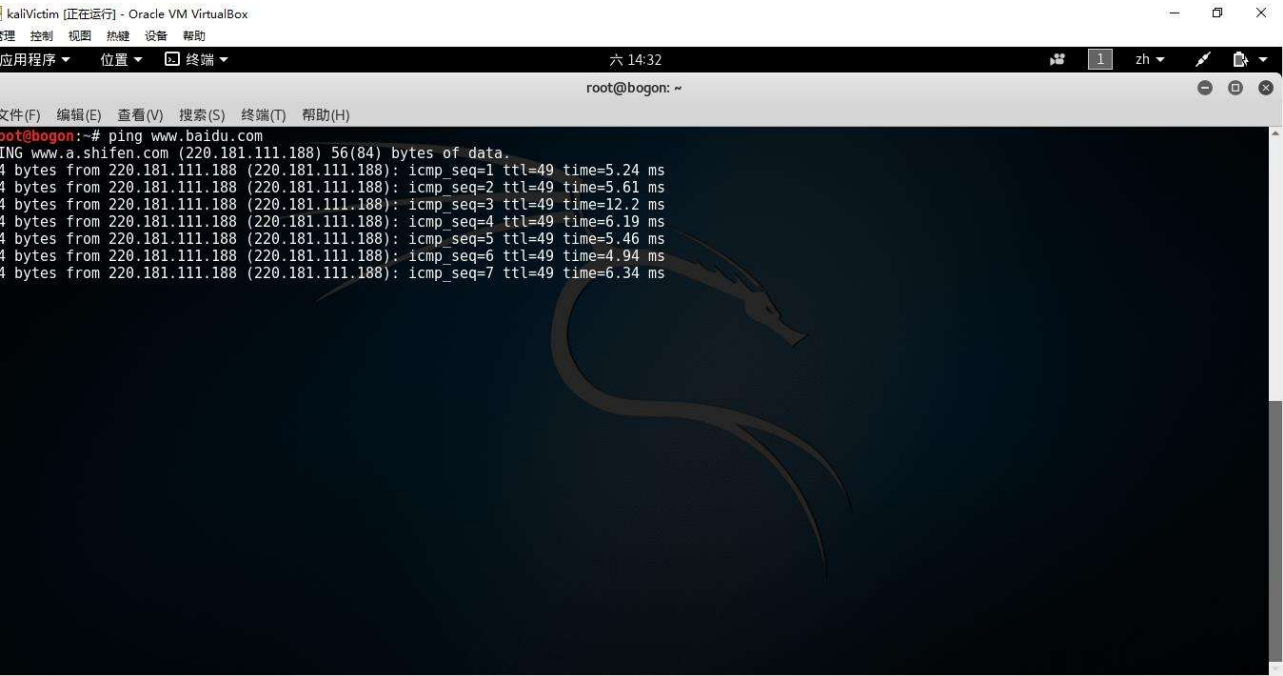 kaliVictim [正在运行] - Oracle VM VirtualBox
管理 控制 视图 热键 设备 帮助
应用程序 位置 终端 六 14:32 1 zh
root@bogon: ~
文件(F) 编辑(E) 查看(V) 搜索(S) 终端(T) 帮助(H)
root@bogon:~# ping www.baidu.com
PING www.a.shifen.com (220.181.111.188) 56(84) bytes of data.
4 bytes from 220.181.111.188 (220.181.111.188): icmp_seq=1 ttl=49 time=5.24 ms
4 bytes from 220.181.111.188 (220.181.111.188): icmp_seq=2 ttl=49 time=5.61 ms
4 bytes from 220.181.111.188 (220.181.111.188): icmp_seq=3 ttl=49 time=12.2 ms
4 bytes from 220.181.111.188 (220.181.111.188): icmp_seq=4 ttl=49 time=6.19 ms
4 bytes from 220.181.111.188 (220.181.111.188): icmp_seq=5 ttl=49 time=5.46 ms
4 bytes from 220.181.111.188 (220.181.111.188): icmp_seq=6 ttl=49 time=4.94 ms
4 bytes from 220.181.111.188 (220.181.111.188): icmp_seq=7 ttl=49 time=6.34 ms